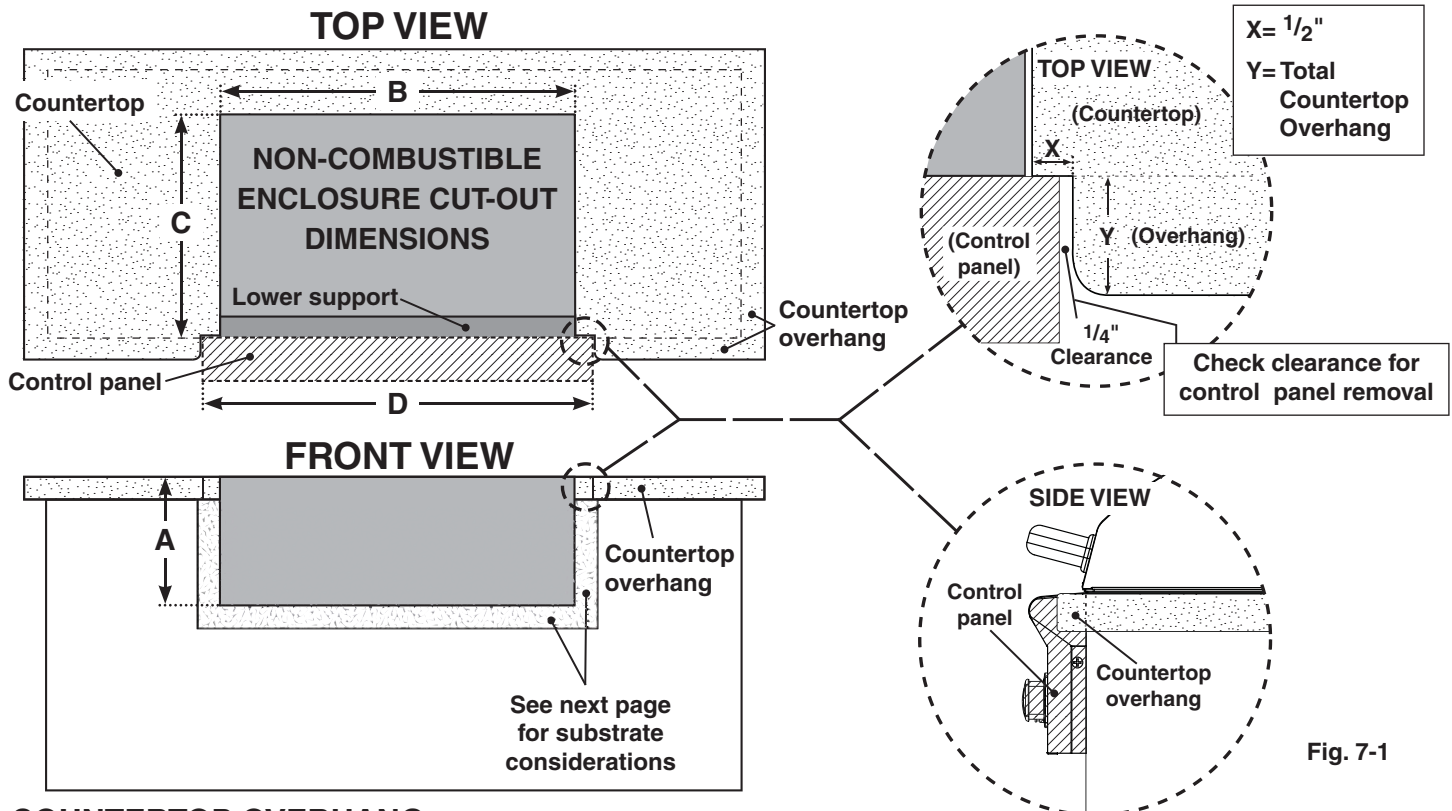 TOP VIEW
Countertop
B
NON-COMBUSTIBLE
ENCLOSURE CUT-OUT
DIMENSIONS
C
Lower support
Countertop
overhang
Control panel
D
TOP VIEW
(Countertop)
X
(Control
panel)
Y (Overhang)
1/4"
Clearance
X= 1/2"
Y= Total
Countertop
Overhang
Check clearance for
control panel removal
FRONT VIEW
A
Countertop
overhang
See next page
for substrate
considerations
SIDE VIEW
Control
panel
Countertop
overhang
Fig. 7-1